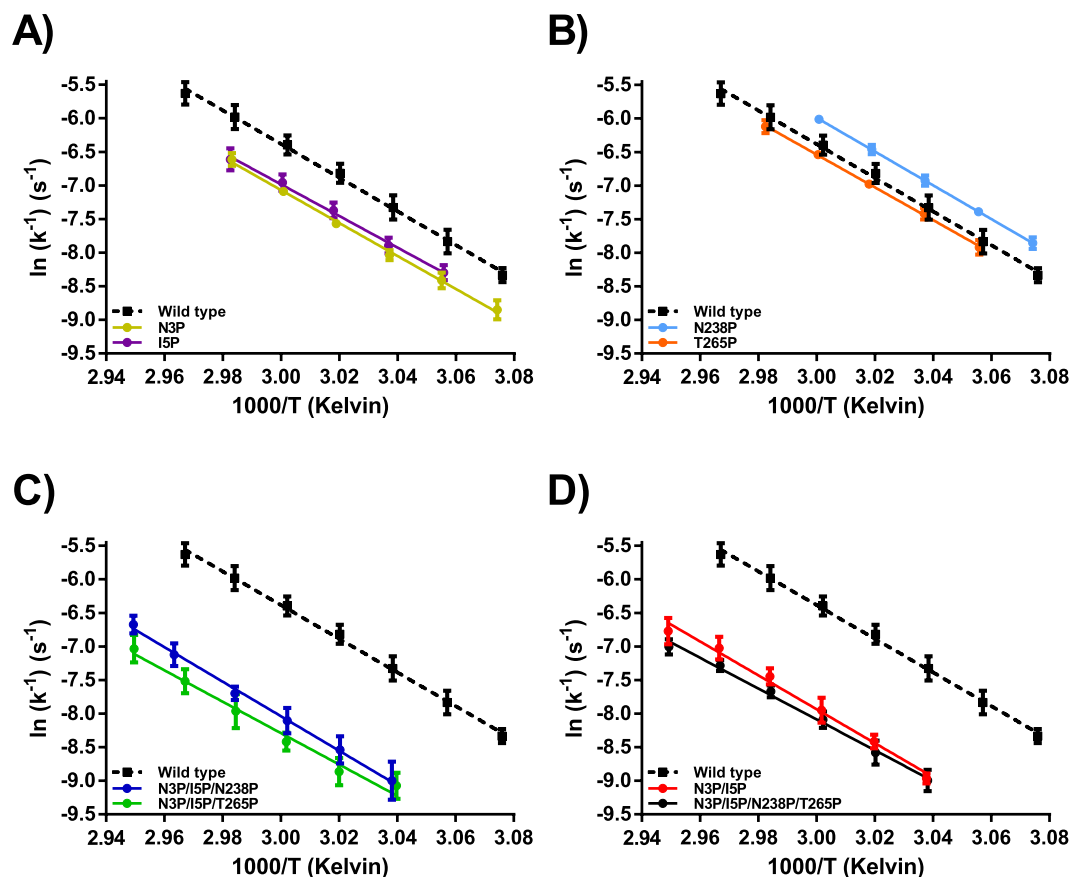 A)
-5.5
-6.0
-6.5
-7.0
-7.5
-8.0
-8.5
-9.0
-9.5
ln (k⁻¹) (s⁻¹)
Wild type
N3P
I5P
2.94 2.96 2.98 3.00 3.02 3.04 3.06 3.08
1000/T (Kelvin)
B)
-5.5
-6.0
-6.5
-7.0
-7.5
-8.0
-8.5
-9.0
-9.5
ln (k⁻¹) (s⁻¹)
Wild type
N238P
T265P
2.94 2.96 2.98 3.00 3.02 3.04 3.06 3.08
1000/T (Kelvin)
C)
-5.5
-6.0
-6.5
-7.0
-7.5
-8.0
-8.5
-9.0
-9.5
ln (k⁻¹) (s⁻¹)
Wild type
N3P/I5P/N238P
N3P/I5P/T265P
2.94 2.96 2.98 3.00 3.02 3.04 3.06 3.08
1000/T (Kelvin)
D)
-5.5
-6.0
-6.5
-7.0
-7.5
-8.0
-8.5
-9.0
-9.5
ln (k⁻¹) (s⁻¹)
Wild type
N3P/I5P
N3P/I5P/N238P/T265P
2.94 2.96 2.98 3.00 3.02 3.04 3.06 3.08
1000/T (Kelvin)